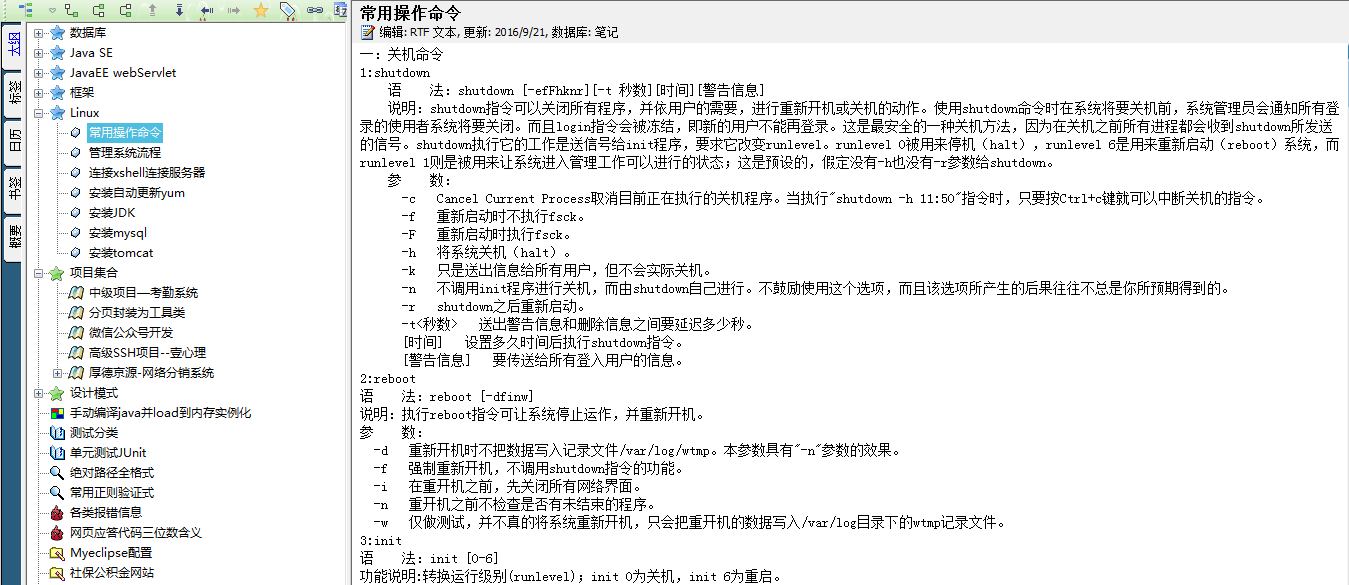 大纲
标签
日历
书签
概要
数据库
Java SE
JavaEE webServlet
框架
Linux
常用操作命令
管理系统流程
连接xshell连接服务器
安装自动更新yum
安装JDK
安装mysql
安装tomcat
项目集合
中级项目—考勤系统
分页封装为工具类
微信公众号开发
高级SSH项目--壹心理
厚德京源-网络分销系统
设计模式
手动编译java并load到内存实例化
测试分类
单元测试JUnit
绝对路径全格式
常用正则验证式
各类报错信息
网页应答代码三位数含义
Myeclipse配置
社保公积金网站
常用操作命令
编辑: RTF 文本, 更新: 2016/9/21, 数据库: 笔记
一: 关机命令
1:shutdown
语 法: shutdown [-efFhknr][-t 秒数][时间][警告信息]
说明: shutdown指令可以关闭所有程序，并依用户的需要，进行重新开机或关机的动作。使用shutdown命令时在系统将要关机前，系统管理员会通知所有登
录的使用者系统将要关闭。而且login指令会被冻结，即新的用户不能再登录。这是最安全的一种关机方法，因为在关机之前所有进程都会收到shutdown所发送
的信号。shutdown执行它的工作是送信号给init程序，要求它改变runlevel。runlevel 0被用来停机（halt），runlevel 6是用来重新启动（reboot）系统，而
runlevel 1则是被用来让系统进入管理工作可以进行的状态；这是预设的，假定没有-h也没有-r参数给shutdown。
参 数:
-c Cancel Current Process取消目前正在执行的关机程序。当执行"shutdown -h 11:50"指令时，只要按Ctrl+c键就可以中断关机的指令。
-f 重新启动时不执行fsck。
-F 重新启动时执行fsck。
-h 将系统关机（halt）。
-k 只是送出信息给所有用户，但不会实际关机。
-n 不调用init程序进行关机，而由shutdown自己进行。不鼓励使用这个选项，而且该选项所产生的后果往往不总是你所预期得到的。
-r shutdown之后重新启动。
-t<秒数> 送出警告信息和删除信息之间要延迟多少秒。
[时间] 设置多久时间后执行shutdown指令。
[警告信息] 要传送给所有登入用户的信息。
2:reboot
语 法: reboot [-dfinw]
说明: 执行reboot指令可让系统停止运作，并重新开机。
参 数:
-d 重新开机时不把数据写入记录文件/var/log/wtmp。本参数具有"-n"参数的效果。
-f 强制重新开机，不调用shutdown指令的功能。
-i 在重开机之前，先关闭所有网络界面。
-n 重开机之前不检查是否有未结束的程序。
-w 仅做测试，并不真的将系统重新开机，只会把重开机的数据写入/var/log目录下的wtmp记录文件。
3:init
语 法: init [0-6]
功能说明:转换运行级别(runlevel)；init 0为关机，init 6为重启。